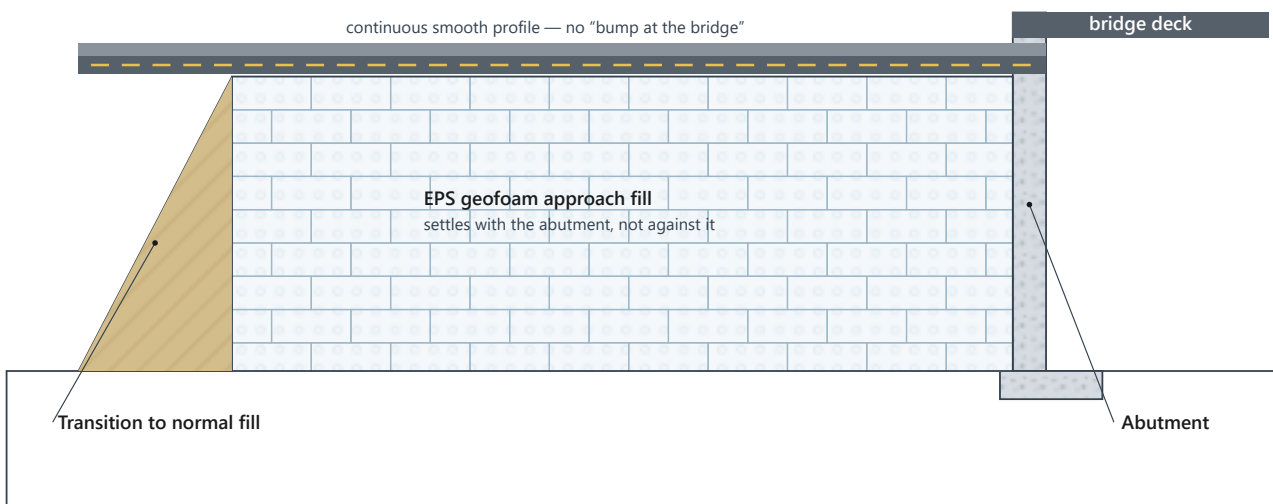 continuous smooth profile — no “bump at the bridge”
bridge deck
EPS geofoam approach fill
settles with the abutment, not against it
Transition to normal fill
Abutment